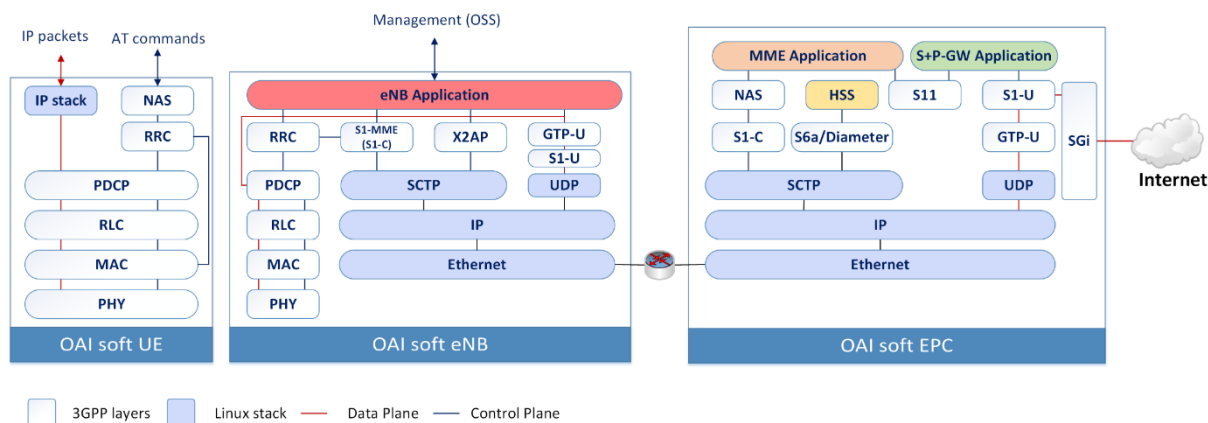 Management (OSS)
IP packets
AT commands
IP stack
NAS
RRC
PDCP
RLC
MAC
PHY
OAI soft UE
eNB Application
RRC
S1-MME
(S1-C)
X2AP
GTP-U
S1-U
PDCP
SCTP
UDP
RLC
IP
MAC
Ethernet
PHY
OAI soft eNB
MME Application
S+P-GW Application
NAS
HSS
S11
S1-U
S1-C
S6a/Diameter
GTP-U
SGi
SCTP
UDP
IP
Ethernet
OAI soft EPC
Internet
3GPP layers
Linux stack
Data Plane
Control Plane